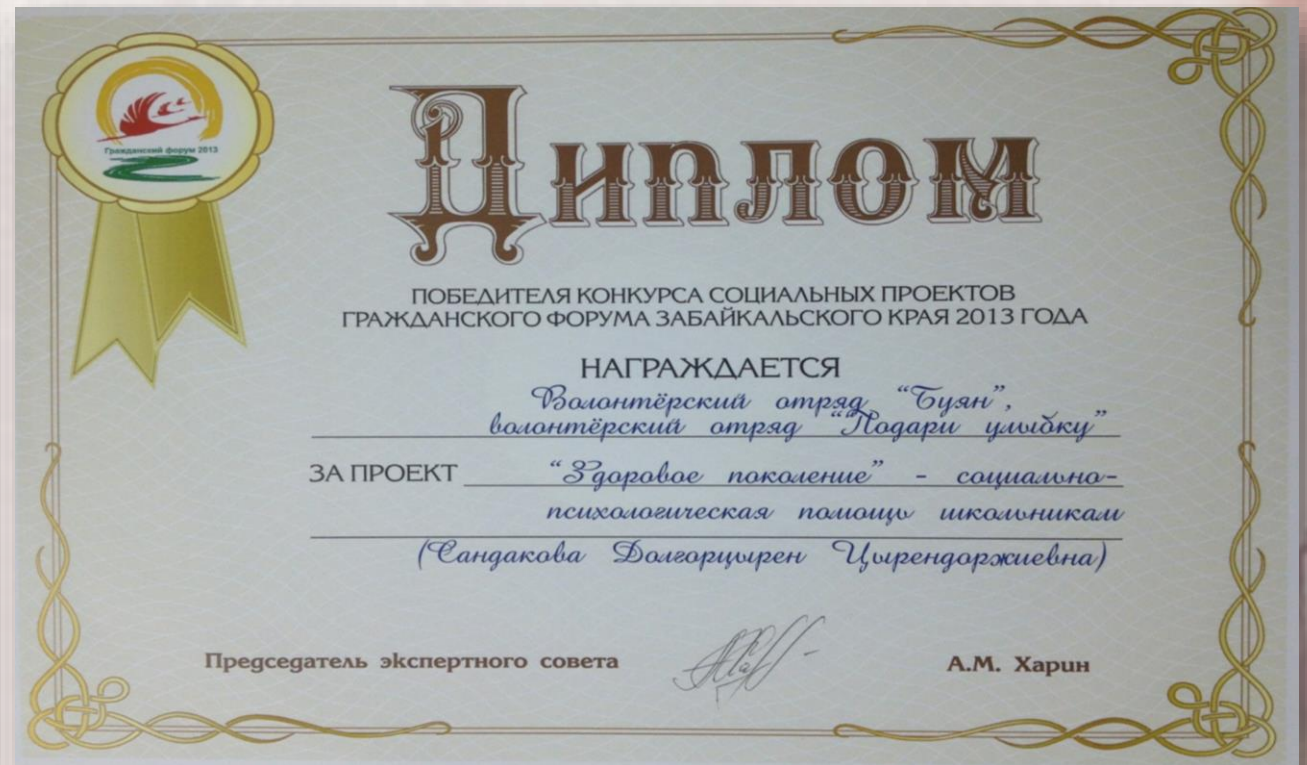 Гражданский форум 2013
Диплом
ПОБЕДИТЕЛЯ КОНКУРСА СОЦИАЛЬНЫХ ПРОЕКТОВ
ГРАЖДАНСКОГО ФОРУМА ЗАБАЙКАЛЬСКОГО КРАЯ 2013 ГОДА
НАГРАЖДАЕТСЯ
Волонтёрский отряд "Буян",
волонтёрский отряд "Подари улыбку"
ЗА ПРОЕКТ "Здоровое поколение" - социально-
психологическая помощь школьникам
(Сандакова Долгорцырен Цырендоржиевна)
Председатель экспертного совета А.М. Харин